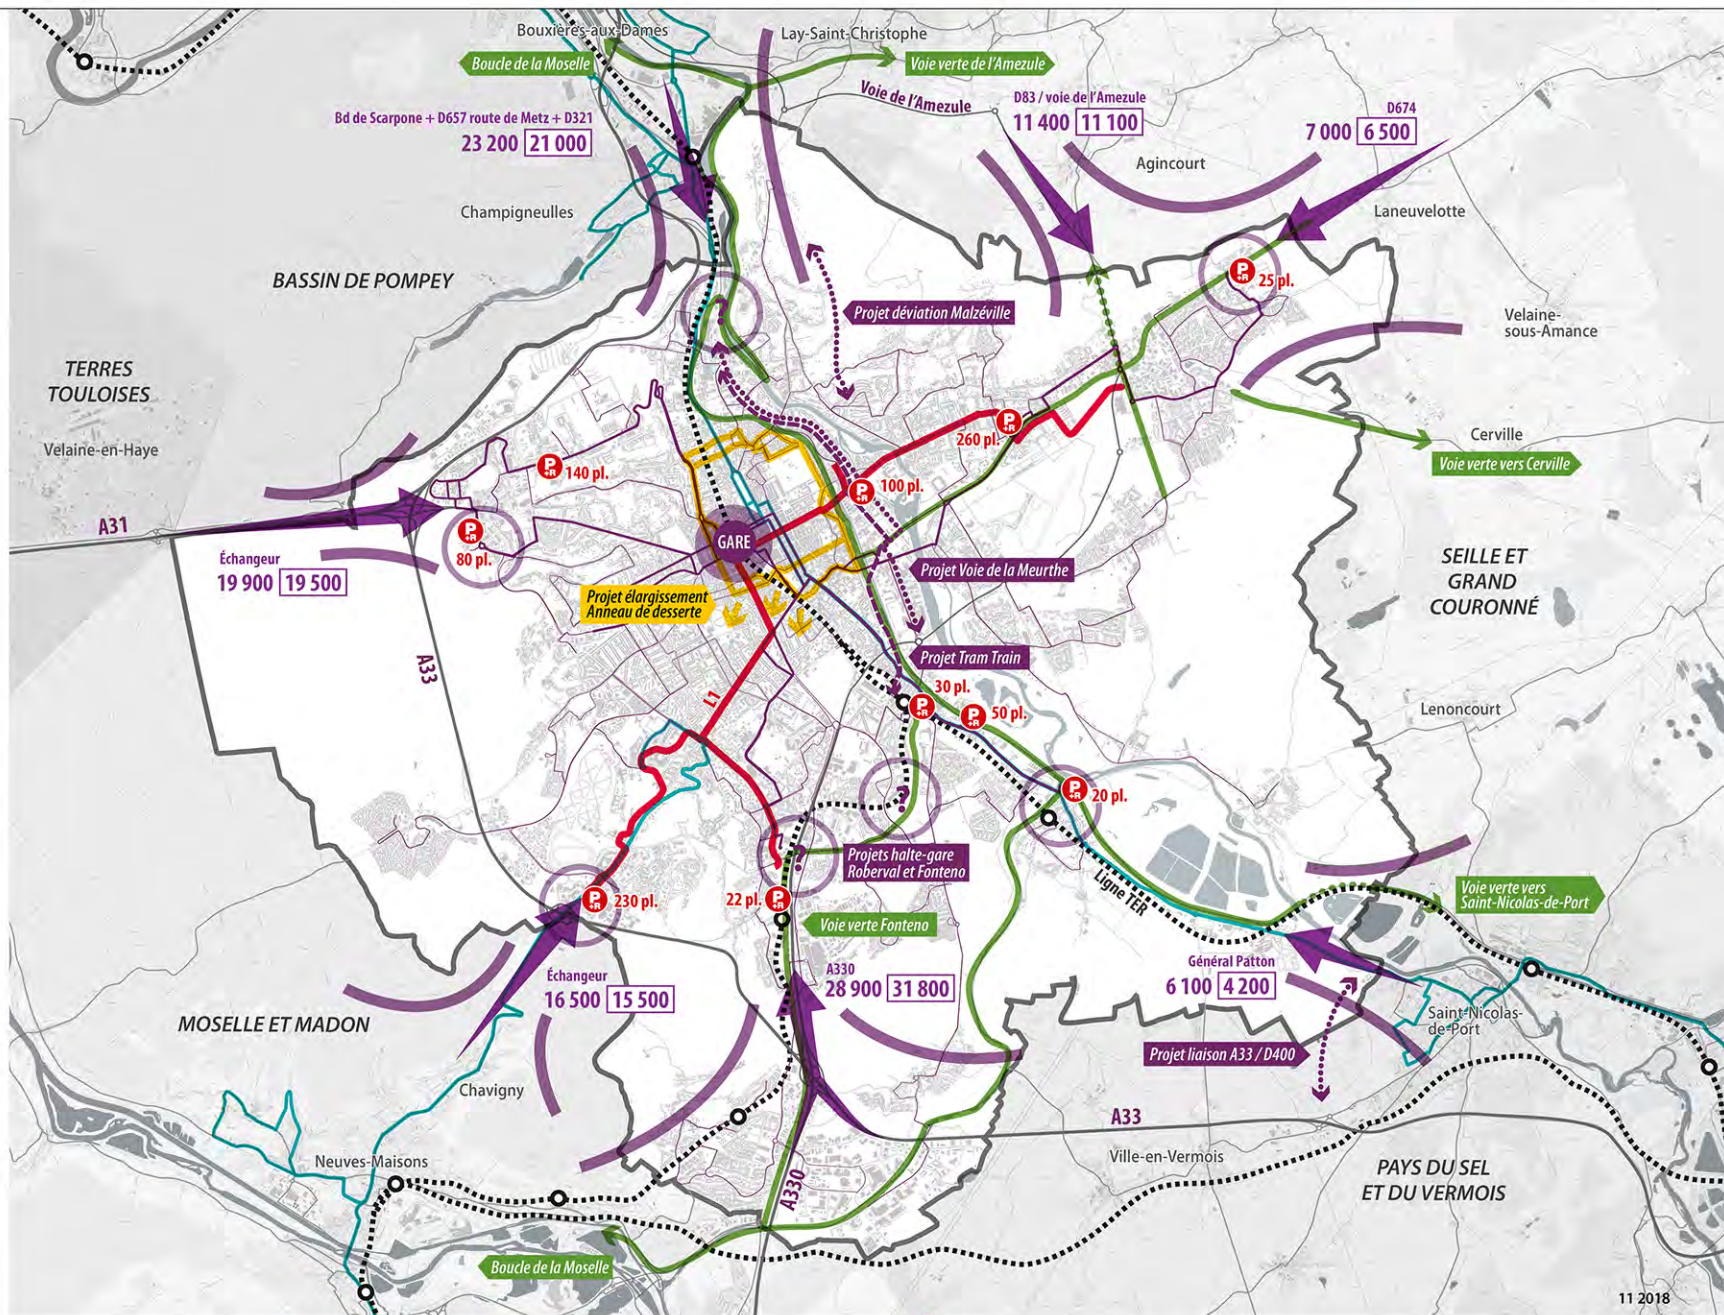 Bouxières-aux-Dames
Lay-Saint-Christophe
Boucle de la Moselle
Voie verte de l'Amezule
Voie de l'Amezule
D83 / voie de l'Amezule
11 400 11 100
D674
7 000 6 500
Bd de Scarpone + D657 route de Metz + D321
23 200 21 000
Agincourt
Champigneulles
Laneuvelotte
BASSIN DE POMPEY
P+R 25 pl.
Projet déviation Malzéville
Velaine-
sous-Amance
TERRES
TOULOISES
Velaine-en-Haye
P+R 260 pl.
Cerville
Voie verte vers Cerville
P+R 140 pl.
P+R 100 pl.
A31
P+R 80 pl.
GARE
Échangeur
19 900 19 500
Projet Voie de la Meurthe
SEILLE ET
GRAND
COURONNÉ
Projet élargissement
Anneau de desserte
A33
Projet Tram Train
L1
P+R 30 pl.
P+R 50 pl.
Lenoncourt
P+R 20 pl.
Projets halte-gare
Roberval et Fonteno
Ligne TER
P+R 230 pl.
22 pl. P+R
Voie verte Fonteno
Voie verte vers
Saint-Nicolas-de-Port
Échangeur
16 500 15 500
A330
28 900 31 800
Général Patton
6 100 4 200
MOSELLE ET MADON
Saint-Nicolas-
de-Port
Projet liaison A33 / D400
Chavigny
A33
Neuves-Maisons
Ville-en-Vermois
A330
PAYS DU SEL
ET DU VERMOIS
Boucle de la Moselle
11 2018